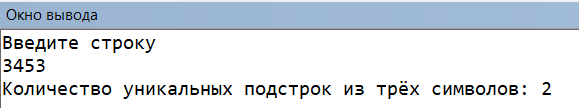 Окно вывода
Введите строку
3453
Количество уникальных подстрок из трёх символов: 2